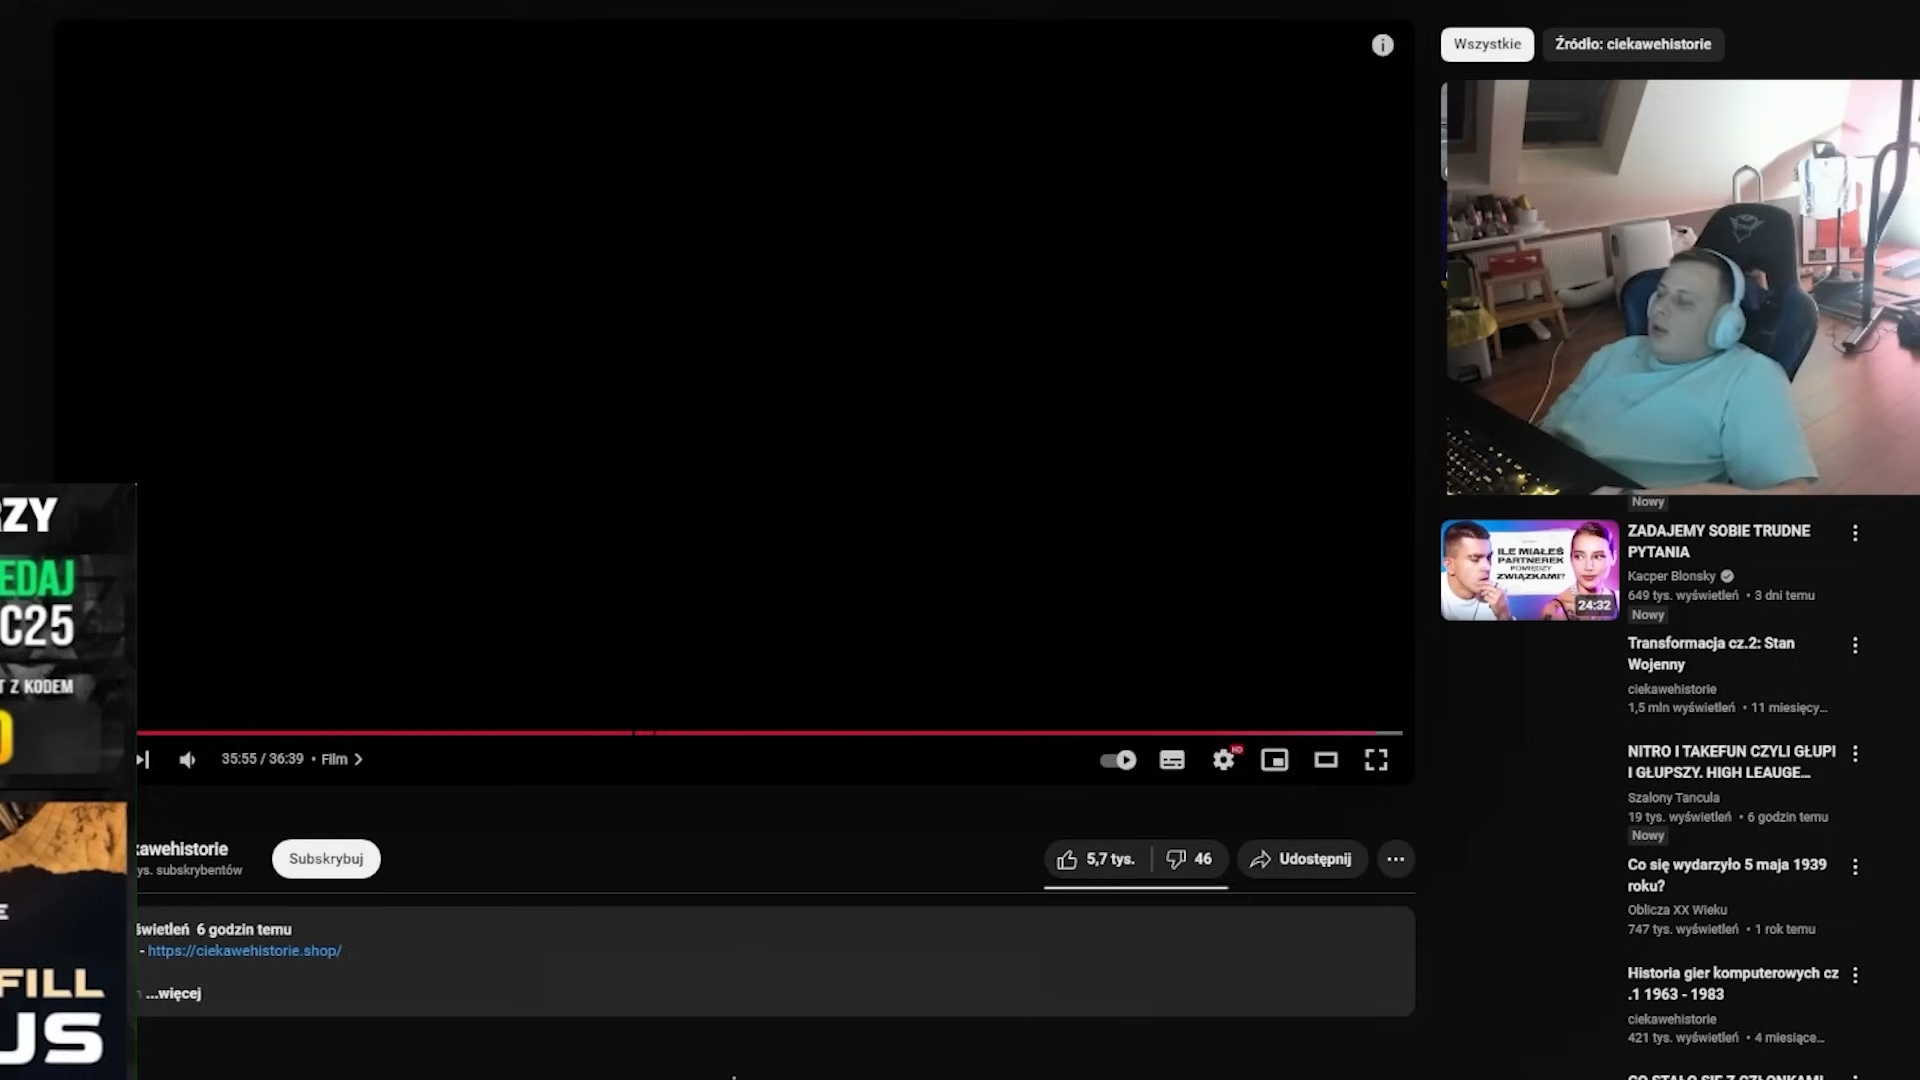 Wszystkie
Źródło: ciekawehistorie
Nowy
ILE MIAŁEŚ
PARTNEREK
POMIĘDZY
ZWIĄZKAMI?
24:32
ZADAJEMY SOBIE TRUDNE
PYTANIA
Kacper Blonsky
649 tys. wyświetleń • 3 dni temu
Nowy
Transformacja cz.2: Stan
Wojenny
ciekawehistorie
1,5 mln wyświetleń • 11 miesięcy...
NITRO I TAKEFUN CZYLI GŁUPI
I GŁUPSZY. HIGH LEAUGE...
Szalony Tancula
19 tys. wyświetleń • 6 godzin temu
Nowy
Co się wydarzyło 5 maja 1939
roku?
Oblicza XX Wieku
747 tys. wyświetleń • 1 rok temu
Historia gier komputerowych cz
.1 1963 - 1983
ciekawehistorie
421 tys. wyświetleń • 4 miesiące...
RZY
EDAJ
C25
T Z KODEM
FILL
US
35:55 / 36:39 • Film
HD
kawehistorie
ys. subskrybentów
Subskrybuj
5,7 tys.
46
Udostępnij
świetleń 6 godzin temu
- https://ciekawehistorie.shop/
...więcej